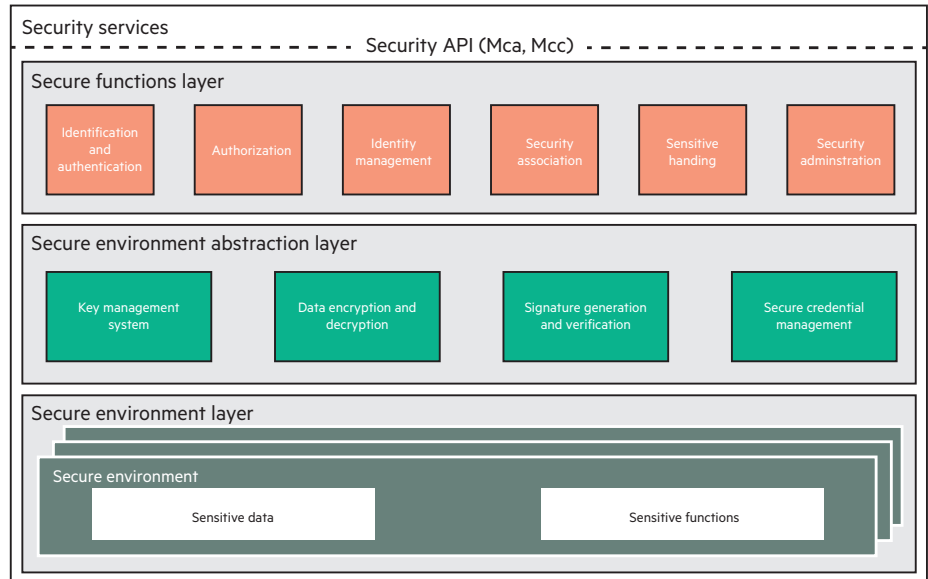 Security services
Security API (Mca, Mcc)
Secure functions layer
Identification
and
authentication
Authorization
Identity
management
Security
association
Sensitive
handing
Security
adminstration
Secure environment abstraction layer
Key management
system
Data encryption and
decryption
Signature generation
and verification
Secure credential
management
Secure environment layer
Secure environment
Sensitive data
Sensitive functions